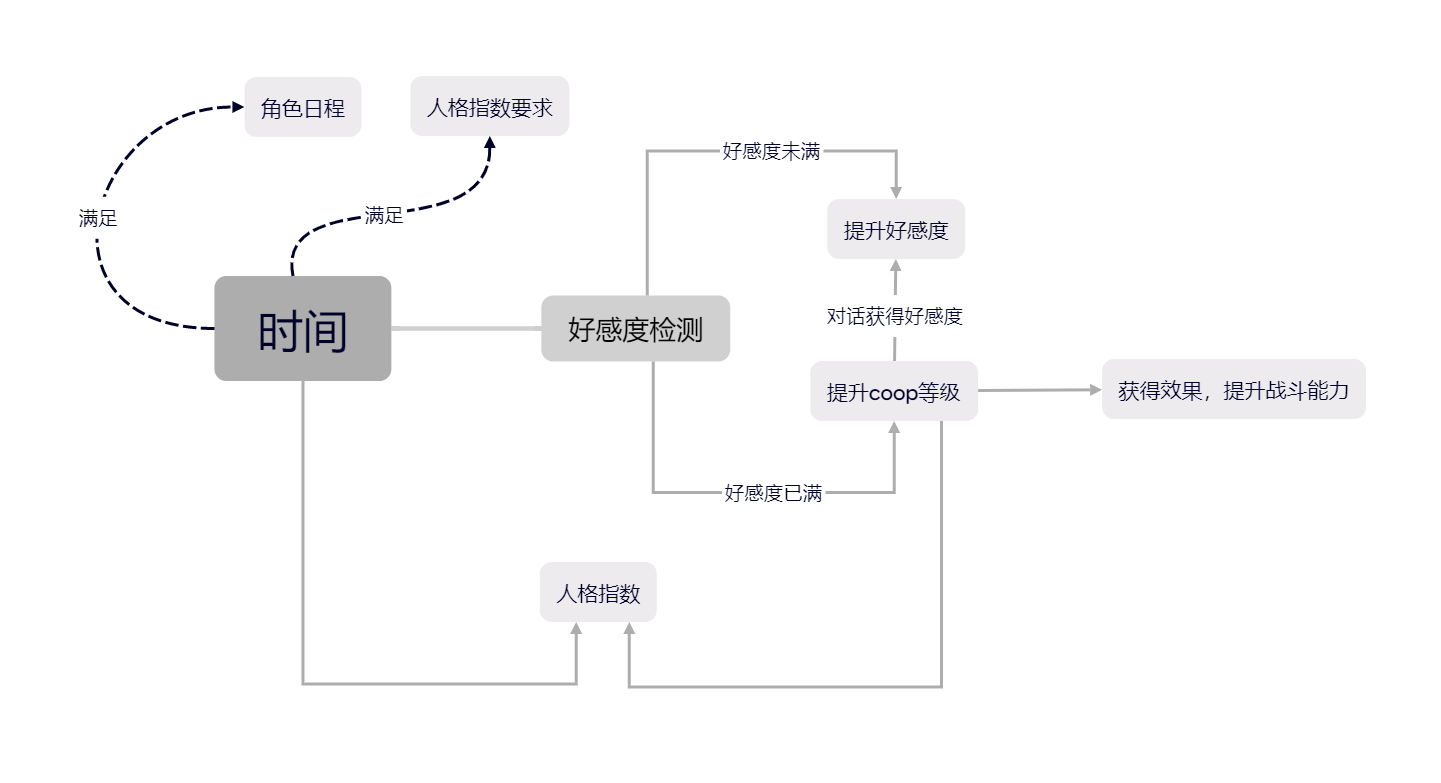 角色日程
人格指数要求
好感度未满
满足
满足
提升好感度
时间
好感度检测
对话获得好感度
提升coop等级
获得效果，提升战斗能力
好感度已满
人格指数